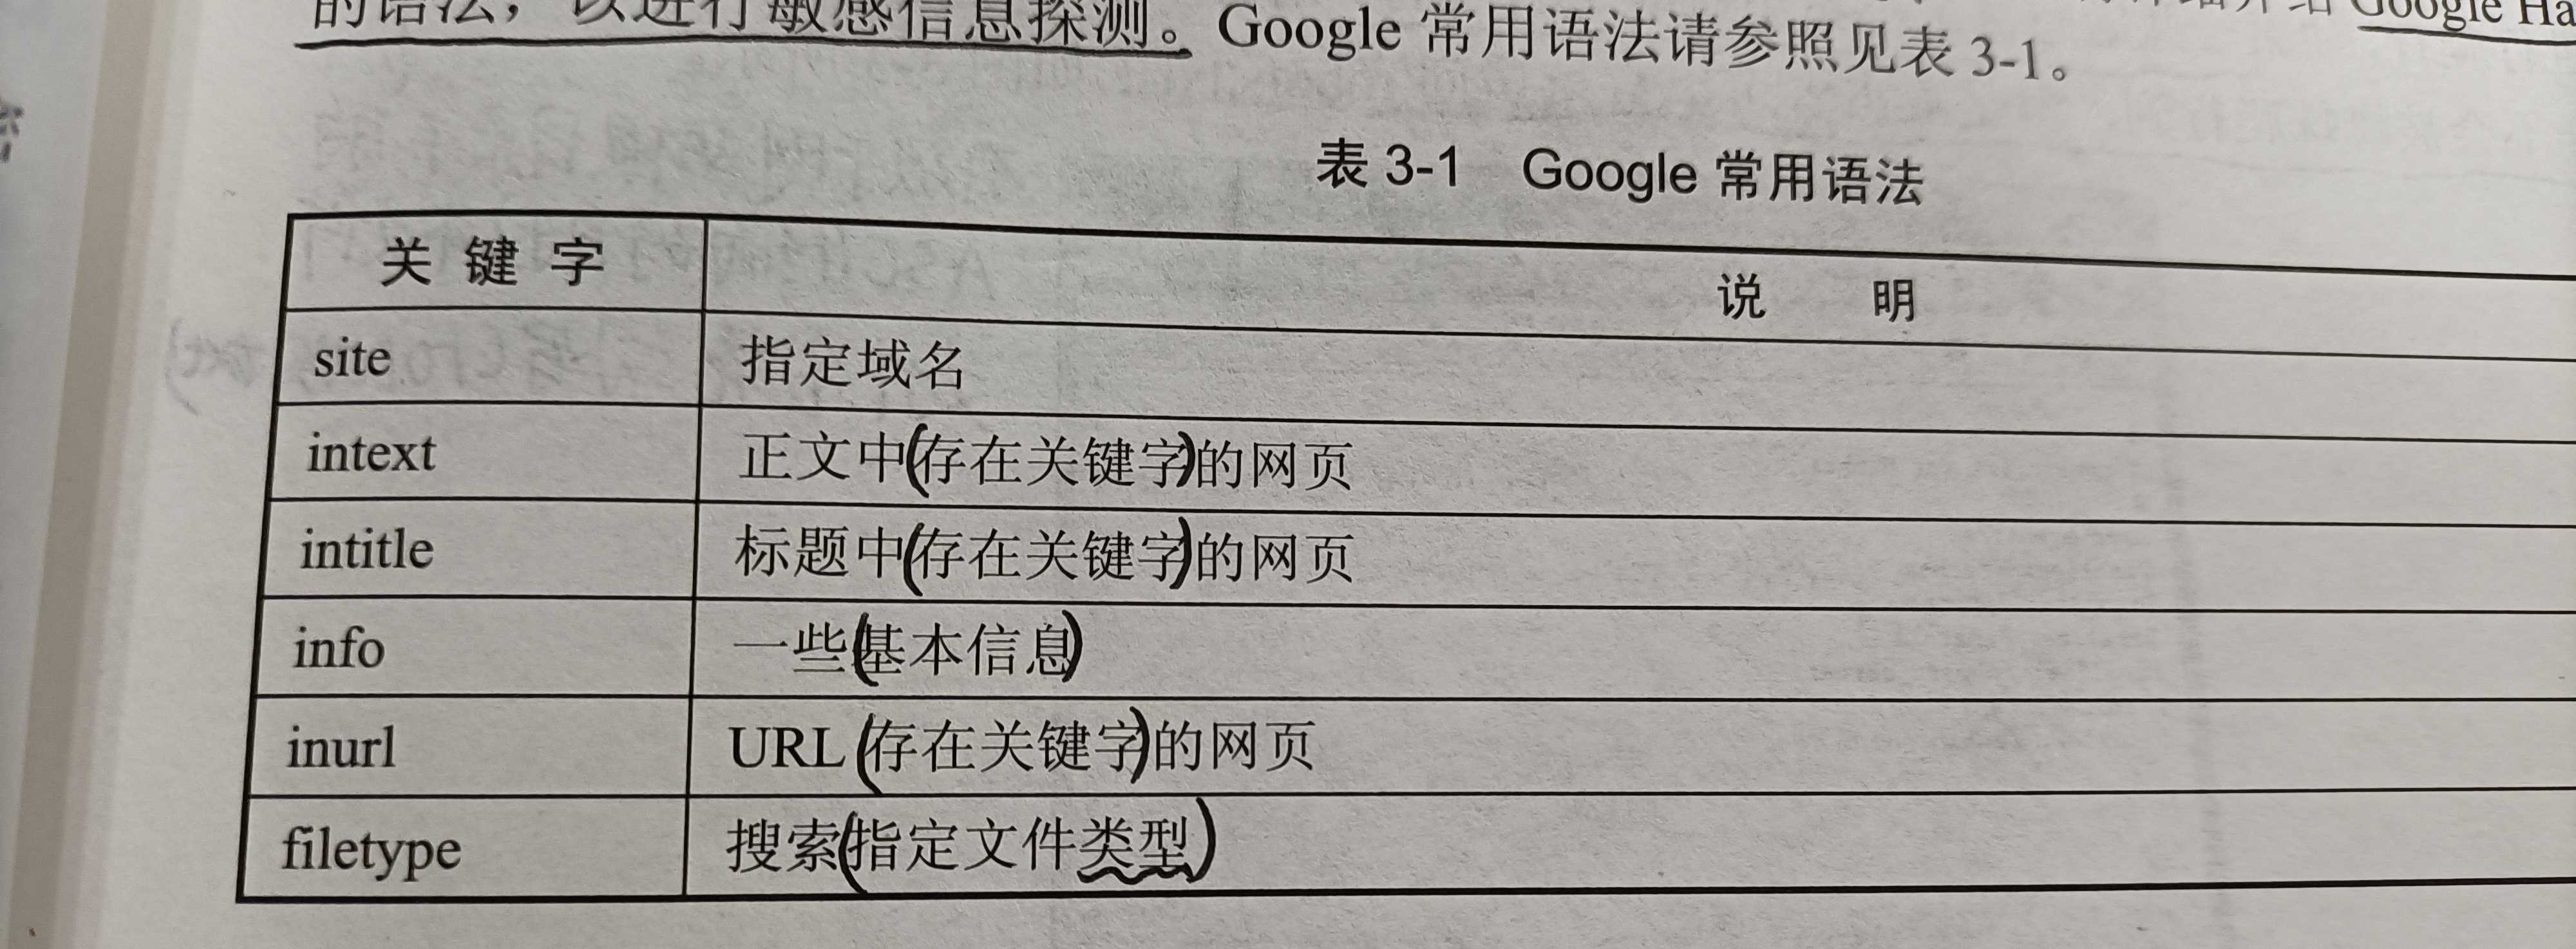 的语法，以进行敏感信息探测。Google 常用语法请参照见表 3-1。
表 3-1 Google 常用语法
关 键 字 说 明
site 指定域名
intext 正文中(存在关键字)的网页
intitle 标题中(存在关键字)的网页
info 一些(基本信息)
inurl URL(存在关键字)的网页
filetype 搜索(指定文件类型)